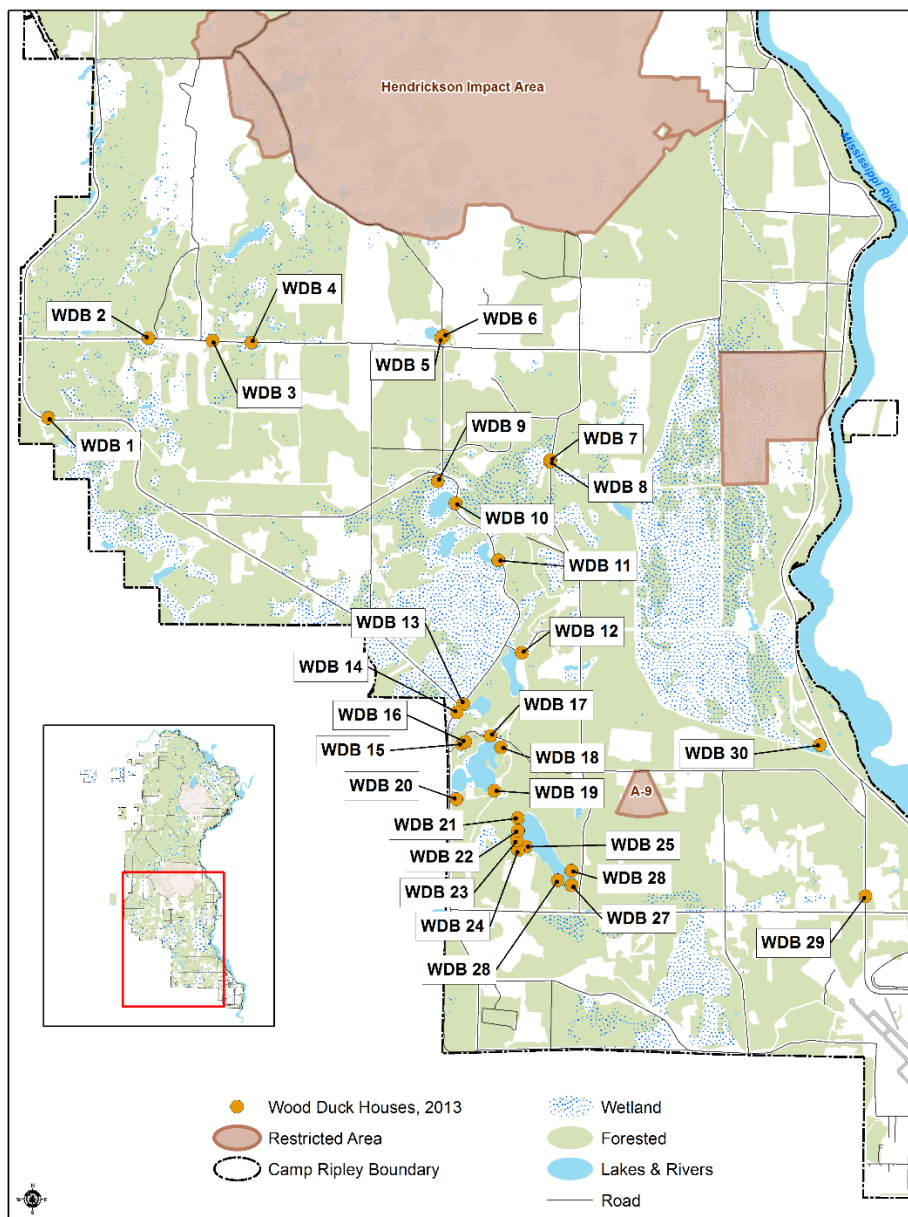 Hendrickson Impact Area
Mississippi River
WDB 4
WDB 2
WDB 6
WDB 5
WDB 3
WDB 9
WDB 1
WDB 7
WDB 8
WDB 10
WDB 11
WDB 13
WDB 12
WDB 14
WDB 17
WDB 16
WDB 15
WDB 18
WDB 30
WDB 20
WDB 19
A-9
WDB 21
WDB 22
WDB 25
WDB 23
WDB 28
WDB 24
WDB 27
WDB 29
WDB 28
Wood Duck Houses, 2013
Restricted Area
Camp Ripley Boundary
Wetland
Forested
Lakes & Rivers
Road
N
W
E
S